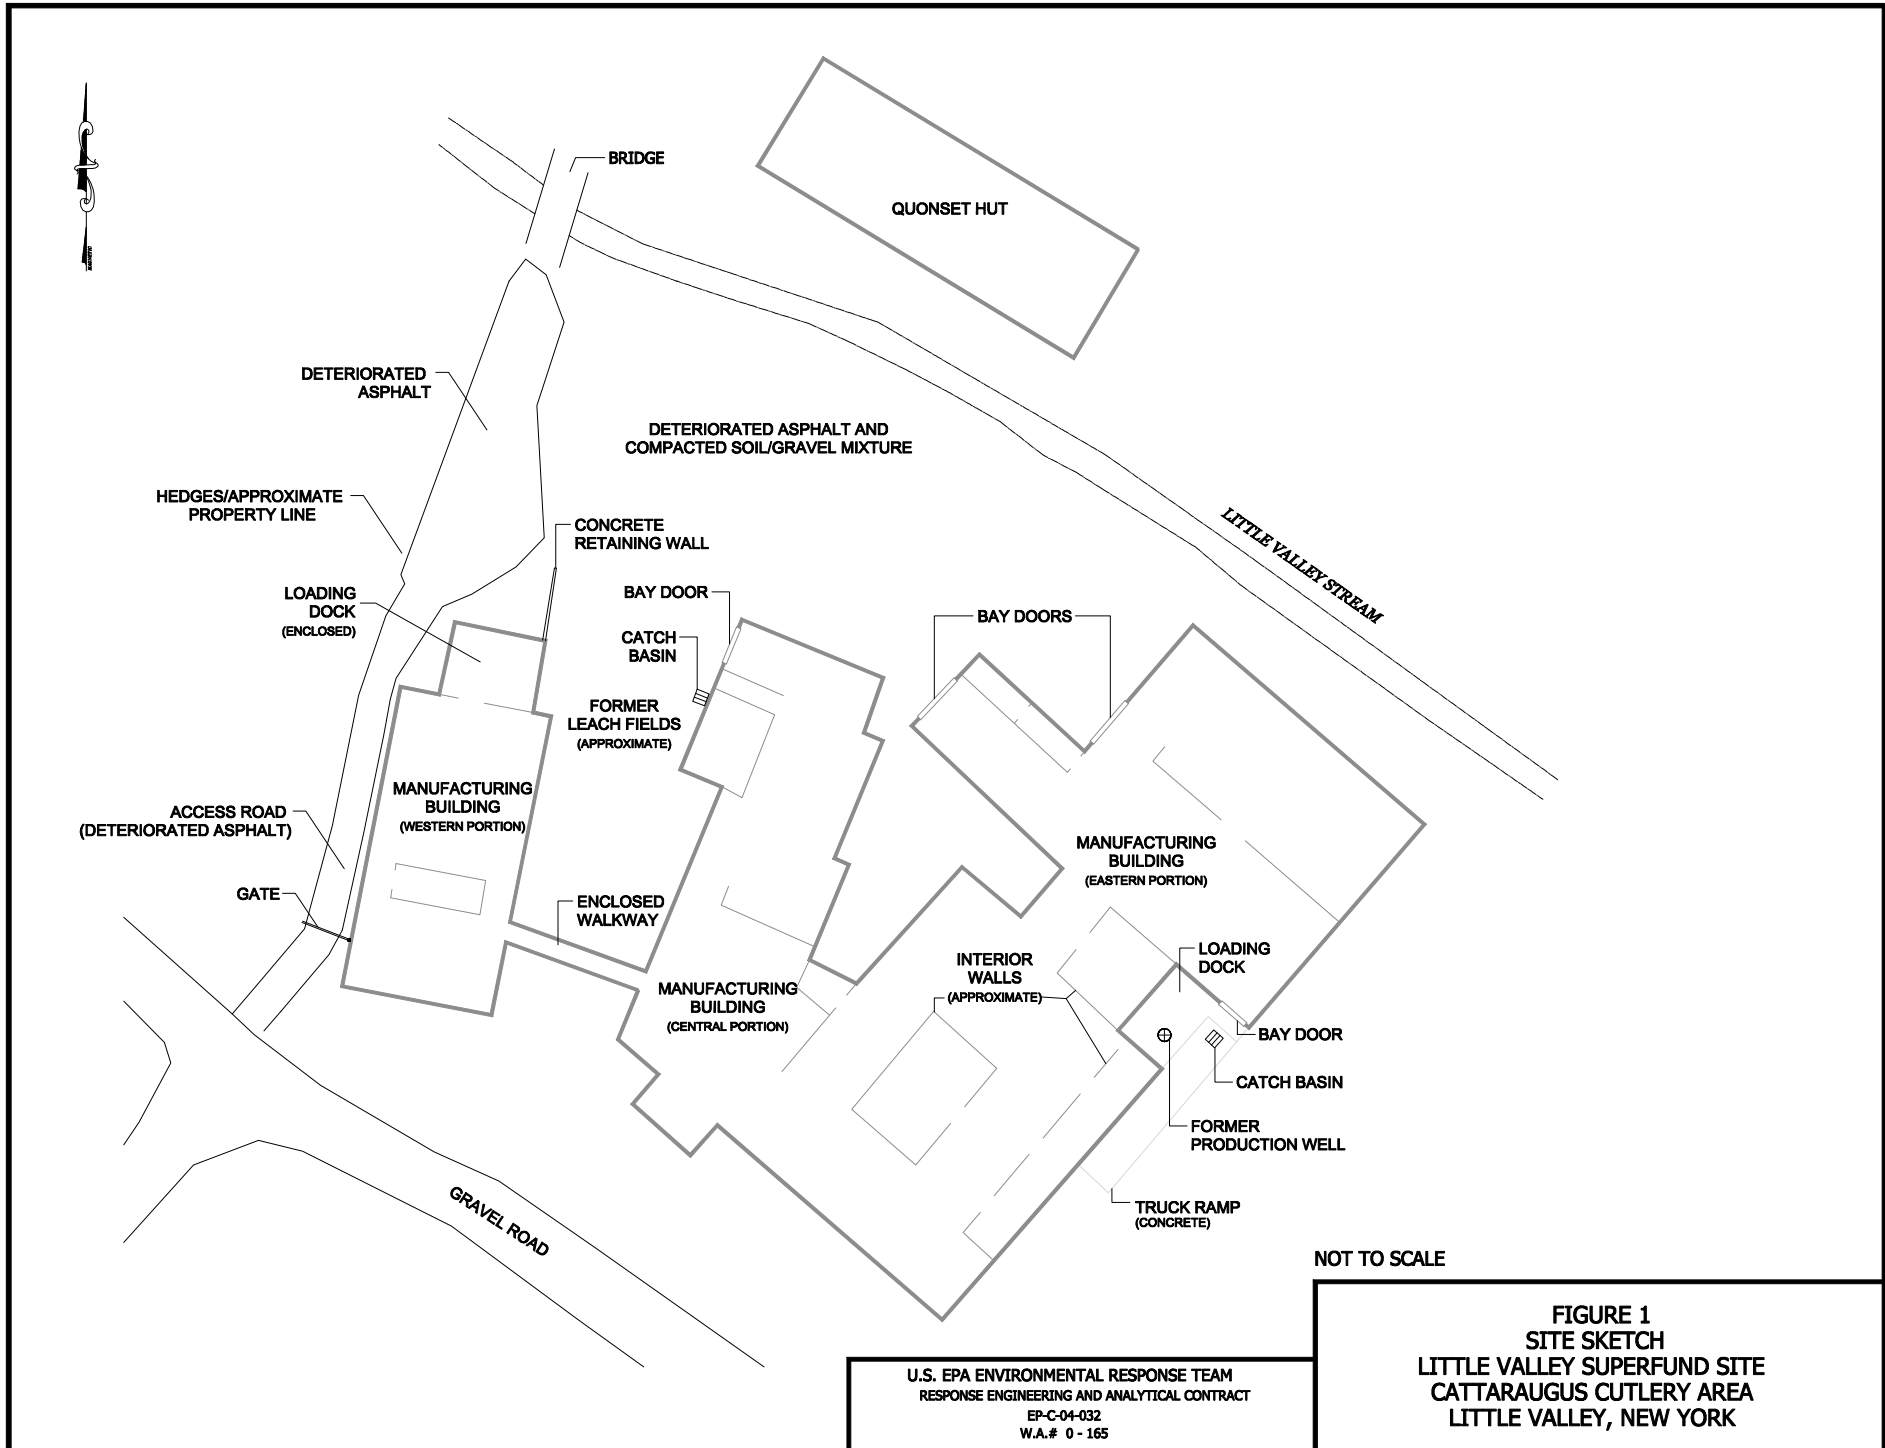 BRIDGE
QUONSET HUT
DETERIORATED
ASPHALT
DETERIORATED ASPHALT AND
COMPACTED SOIL/GRAVEL MIXTURE
HEDGES/APPROXIMATE
PROPERTY LINE
CONCRETE
RETAINING WALL
LITTLE VALLEY STREAM
LOADING
DOCK
(ENCLOSED)
BAY DOOR
CATCH
BASIN
BAY DOORS
FORMER
LEACH FIELDS
(APPROXIMATE)
MANUFACTURING
BUILDING
(WESTERN PORTION)
ACCESS ROAD
(DETERIORATED ASPHALT)
MANUFACTURING
BUILDING
(EASTERN PORTION)
GATE
ENCLOSED
WALKWAY
INTERIOR
WALLS
(APPROXIMATE)
LOADING
DOCK
MANUFACTURING
BUILDING
(CENTRAL PORTION)
BAY DOOR
CATCH BASIN
FORMER
PRODUCTION WELL
GRAVEL ROAD
TRUCK RAMP
(CONCRETE)
NOT TO SCALE
U.S. EPA ENVIRONMENTAL RESPONSE TEAM
RESPONSE ENGINEERING AND ANALYTICAL CONTRACT
EP-C-04-032
W.A.# 0 - 165
FIGURE 1
SITE SKETCH
LITTLE VALLEY SUPERFUND SITE
CATTARAUGUS CUTLERY AREA
LITTLE VALLEY, NEW YORK